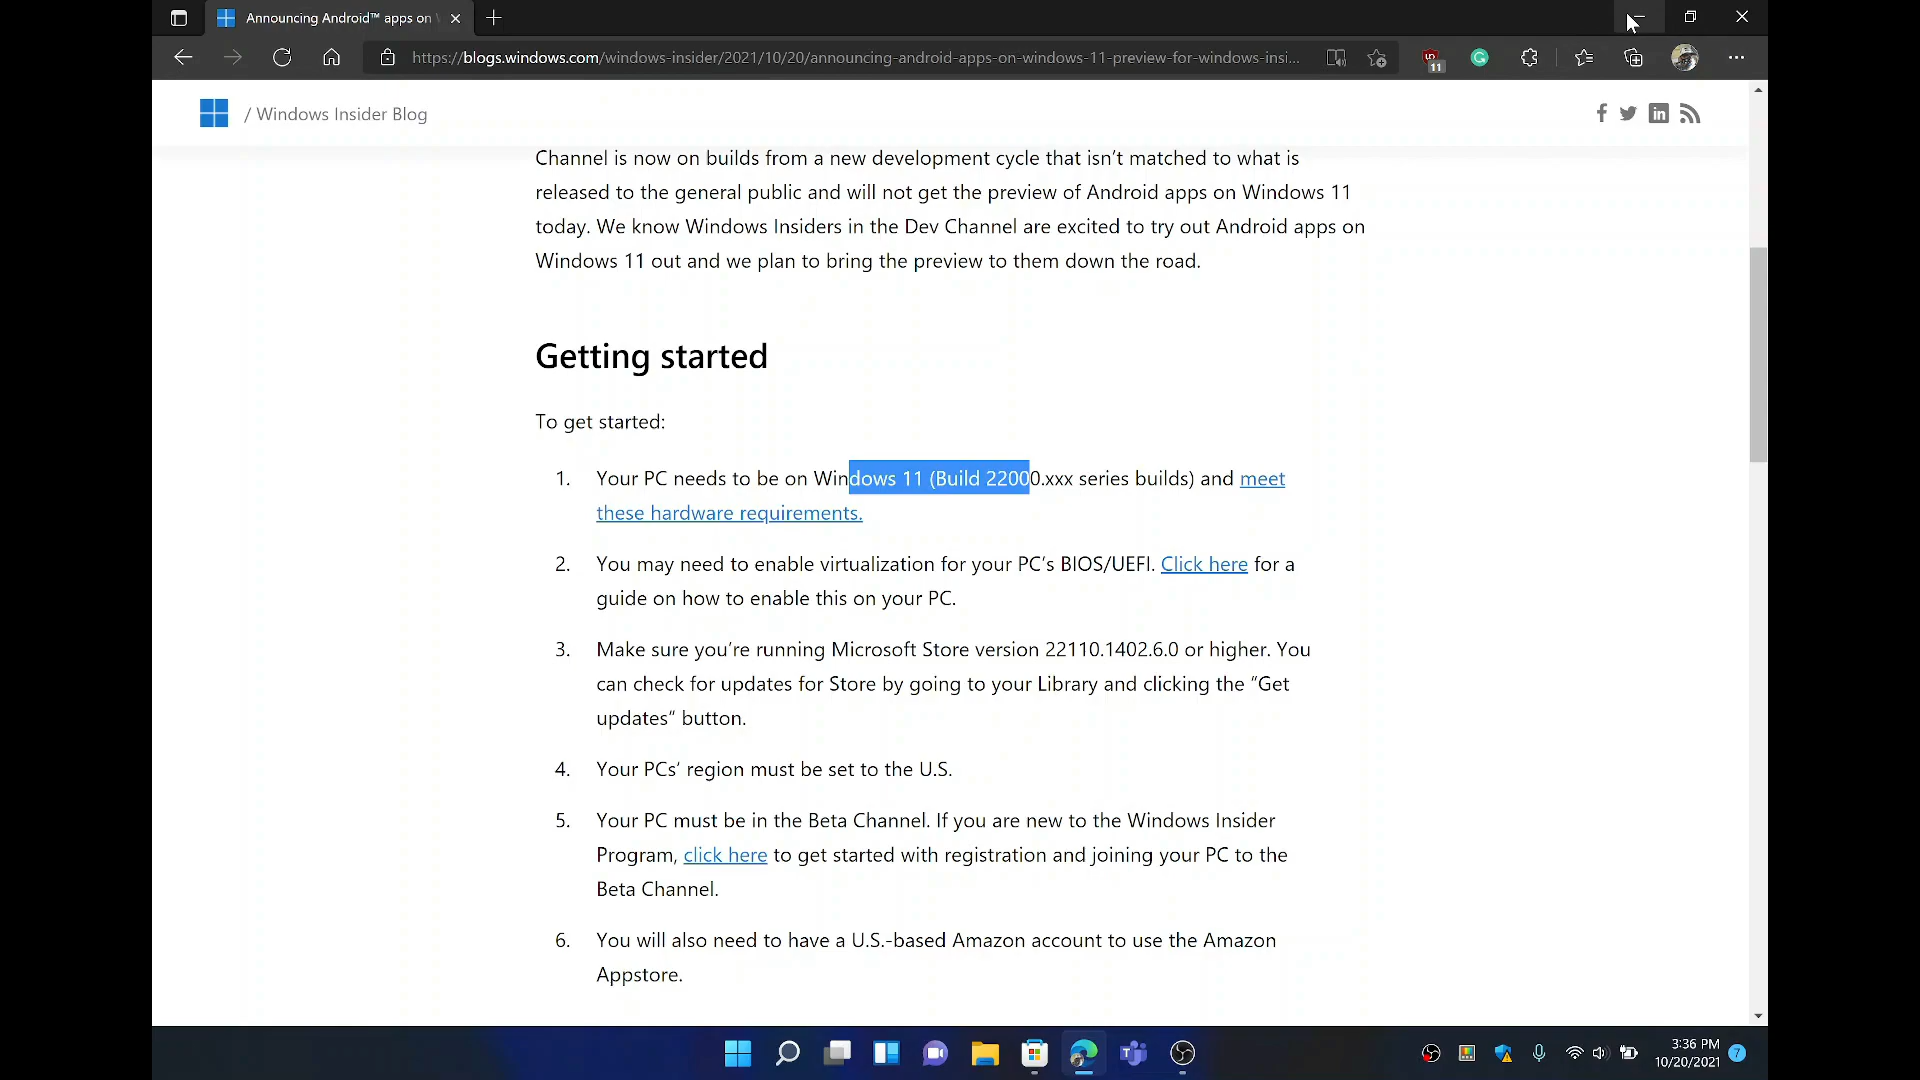 Announcing Android™ apps on
https://blogs.windows.com/windows-insider/2021/10/20/announcing-android-apps-on-windows-11-preview-for-windows-insi...
11
/ Windows Insider Blog
Channel is now on builds from a new development cycle that isn’t matched to what is
released to the general public and will not get the preview of Android apps on Windows 11
today. We know Windows Insiders in the Dev Channel are excited to try out Android apps on
Windows 11 out and we plan to bring the preview to them down the road.
Getting started
To get started:
1. Your PC needs to be on Windows 11 (Build 22000.xxx series builds) and meet
these hardware requirements.
2. You may need to enable virtualization for your PC’s BIOS/UEFI. Click here for a
guide on how to enable this on your PC.
3. Make sure you’re running Microsoft Store version 22110.1402.6.0 or higher. You
can check for updates for Store by going to your Library and clicking the “Get
updates” button.
4. Your PCs’ region must be set to the U.S.
5. Your PC must be in the Beta Channel. If you are new to the Windows Insider
Program, click here to get started with registration and joining your PC to the
Beta Channel.
6. You will also need to have a U.S.-based Amazon account to use the Amazon
Appstore.
3:36 PM
10/20/2021
7